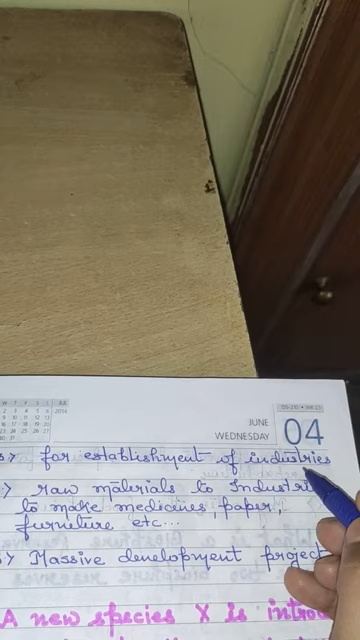 JUNE
WEDNESDAY
04
for establishment of industries
raw materials to Industri
to make medicines, paper,
furniture etc...
Massive development project
A new species X is introd